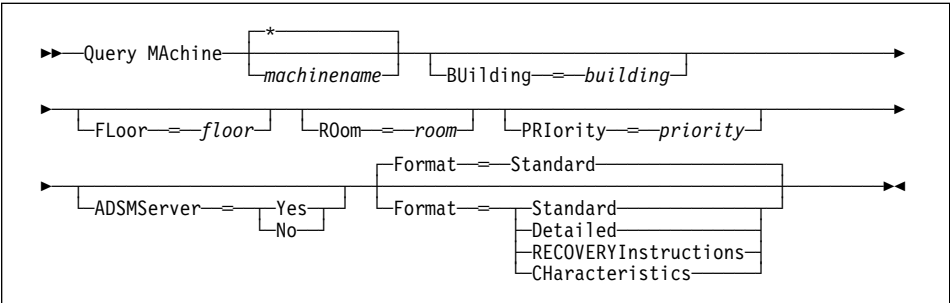 *
Query MAchine
machinename
BUilding = building
FLoor = floor
ROom = room
PRIority = priority
Format = Standard
ADSMServer = Yes
No
Format = Standard
Detailed
RECOVERYInstructions
CHaracteristics